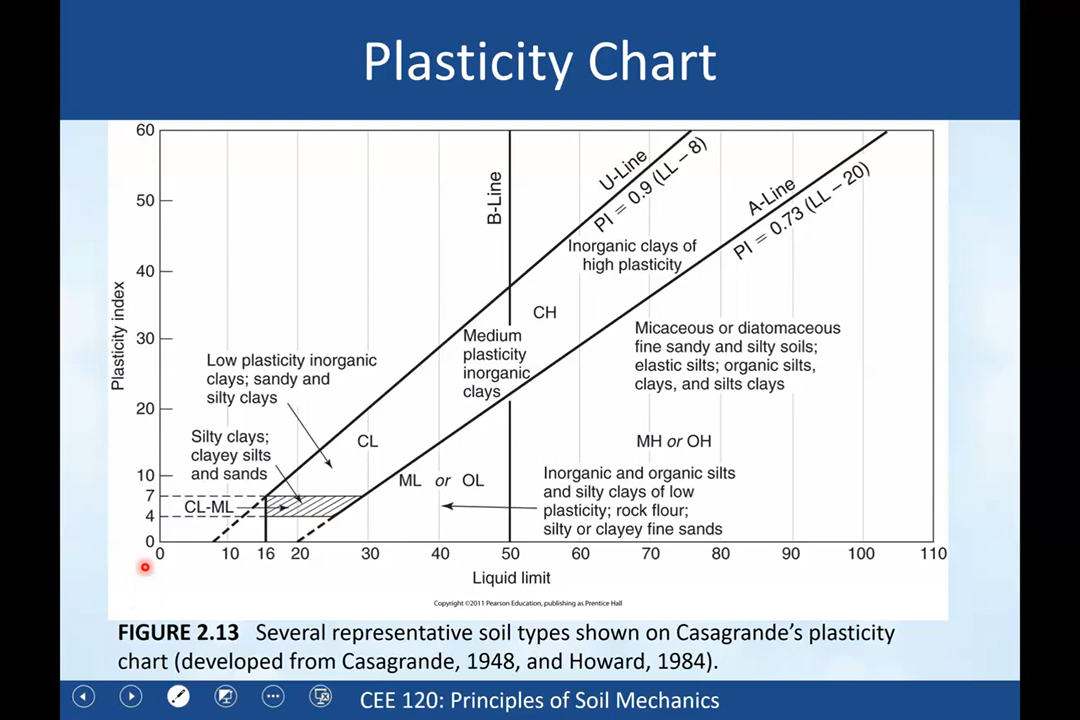 Plasticity Chart
60
50
40
30
20
10
7
4
0
Plasticity index
B-Line
U-Line
PI = 0.9 (LL – 8)
A-Line
PI = 0.73 (LL – 20)
Inorganic clays of
high plasticity
CH
Medium
plasticity
inorganic
clays
Micaceous or diatomaceous
fine sandy and silty soils;
elastic silts; organic silts,
clays, and silts clays
Low plasticity inorganic
clays; sandy and
silty clays
CL
MH or OH
Silty clays;
clayey silts
and sands
ML or OL
Inorganic and organic silts
and silty clays of low
plasticity; rock flour;
silty or clayey fine sands
CL-ML
0 10 16 20 30 40 50 60 70 80 90 100 110
Liquid limit
Copyright ©2011 Pearson Education, publishing as Prentice Hall
FIGURE 2.13 Several representative soil types shown on Casagrande’s plasticity
chart (developed from Casagrande, 1948, and Howard, 1984).
CEE 120: Principles of Soil Mechanics